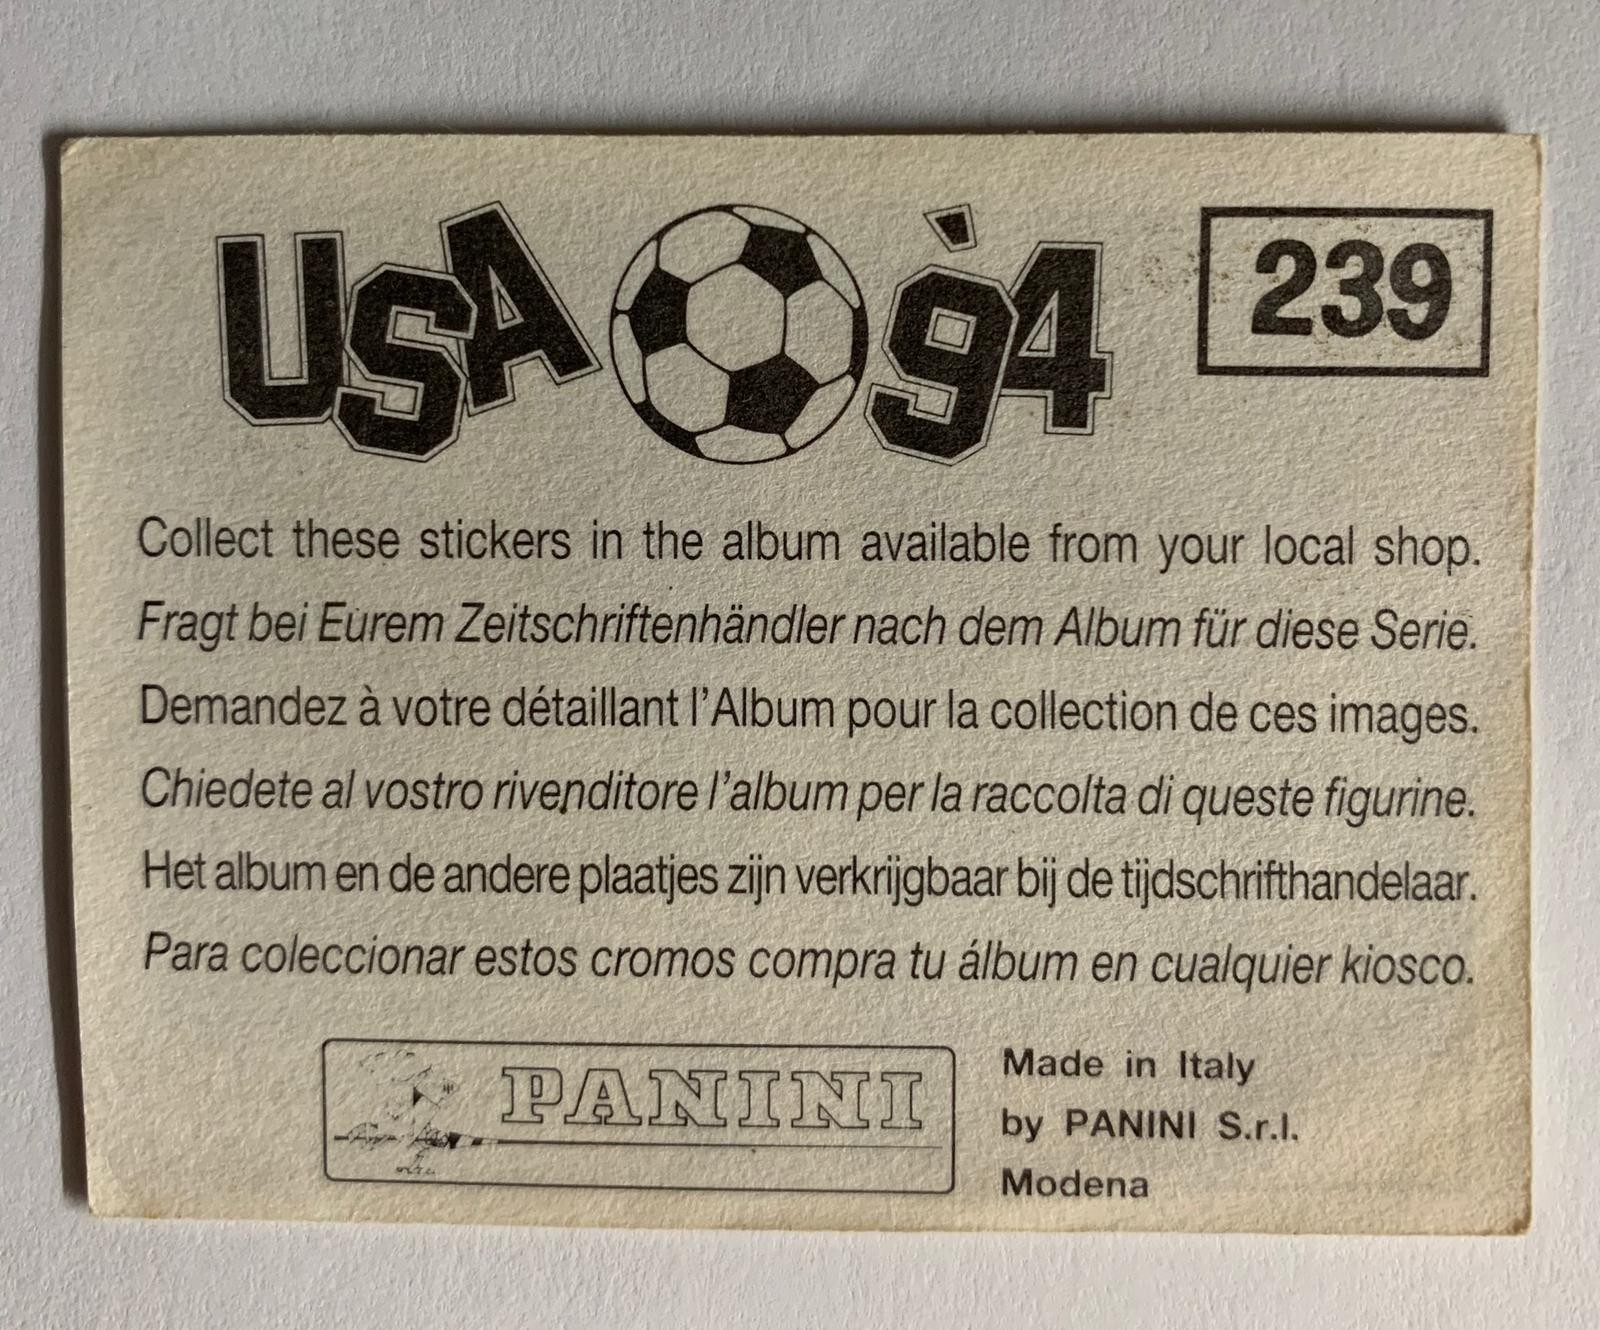 USA '94
239
Collect these stickers in the album available from your local shop.
Fragt bei Eurem Zeitschriftenhändler nach dem Album für diese Serie.
Demandez à votre détaillant l'Album pour la collection de ces images.
Chiedete al vostro rivenditore l'album per la raccolta di queste figurine.
Het album en de andere plaatjes zijn verkrijgbaar bij de tijdschrifthandelaar.
Para coleccionar estos cromos compra tu álbum en cualquier kiosco.
PANINI
Made in Italy
by PANINI S.r.l.
Modena